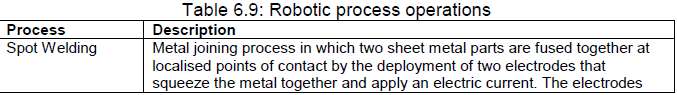 Table 6.9: Robotic process operations
Process Description
Spot Welding Metal joining process in which two sheet metal parts are fused together at
localised points of contact by the deployment of two electrodes that
squeeze the metal together and apply an electric current. The electrodes